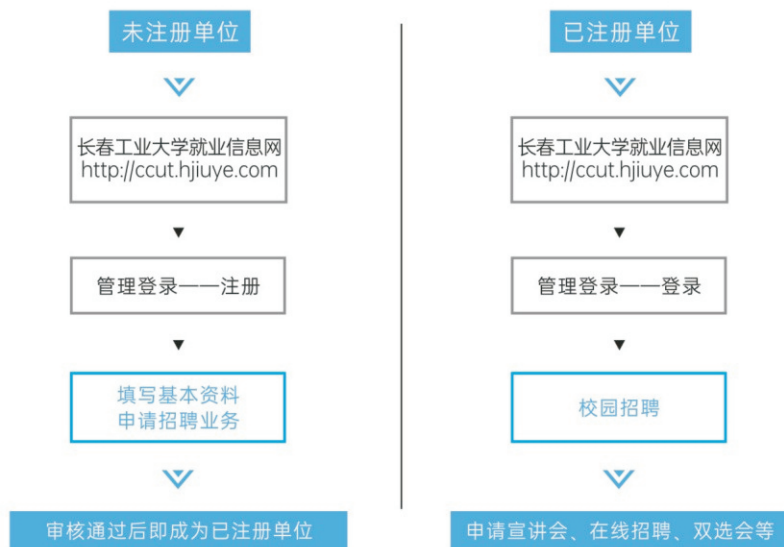 未注册单位
长春工业大学就业信息网
http://ccut.hjiuye.com
管理登录——注册
填写基本资料
申请招聘业务
审核通过后即成为已注册单位
已注册单位
长春工业大学就业信息网
http://ccut.hjiuye.com
管理登录——登录
校园招聘
申请宣讲会、在线招聘、双选会等